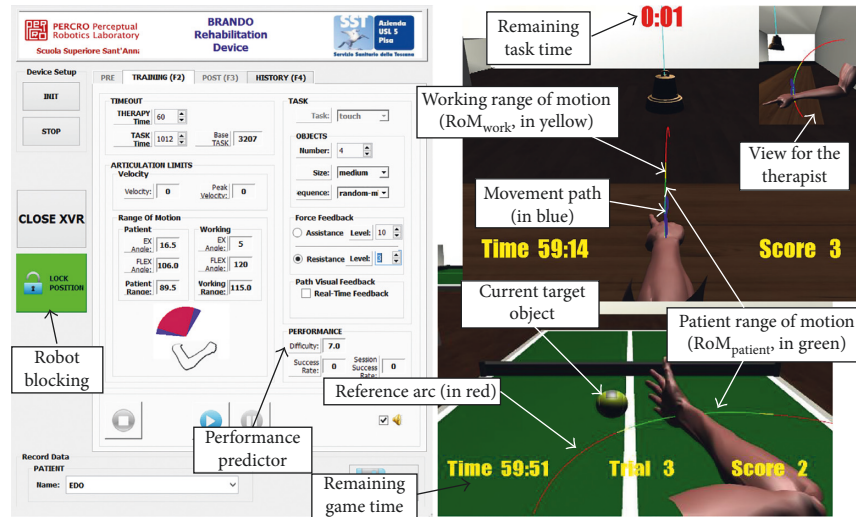 PERCRO Perceptual
Robotics Laboratory
Scuola Superiore Sant'Anna
BRANDO
Rehabilitation
Device
SST
Azienda
USL 5
Pisa
Servizio Sanitario della Toscana
Device Setup
INIT
STOP
CLOSE XVR
LOCK
POSITION
Robot
blocking
PRE
TRAINING (F2)
POST (F3)
HISTORY (F4)
TIMEOUT
THERAPY
Time
60
TASK
Time
1012
Base
TASK
3207
ARTICULATION LIMITS
Velocity
Velocity:
0
Peak
Velocity:
0
Range Of Motion
Patient
Working
EX
Angle:
16.5
EX
Angle:
5
FLEX
Angle:
106.0
FLEX
Angle:
120
Patient
Range:
89.5
Working
Range:
115.0
TASK
Task:
touch
OBJECTS
Number:
4
Size:
medium
equence:
random-m
Force Feedback
Assistance Level:
10
Resistance Level:
Path Visual Feedback
Real-Time Feedback
PERFORMANCE
Difficulty:
7.0
Success
Rate:
0
Session
Success
Rate:
0
Performance
predictor
Record Data
PATIENT
Name:
EDO
Remaining
game time
Remaining
task time
0:01
Working range of motion
(RoMwork, in yellow)
View for the
therapist
Movement path
(in blue)
Time 59:14
Score 3
Current target
object
Patient range of motion
(RoMpatient, in green)
Reference arc (in red)
Time 59:51
Trial 3
Score 2